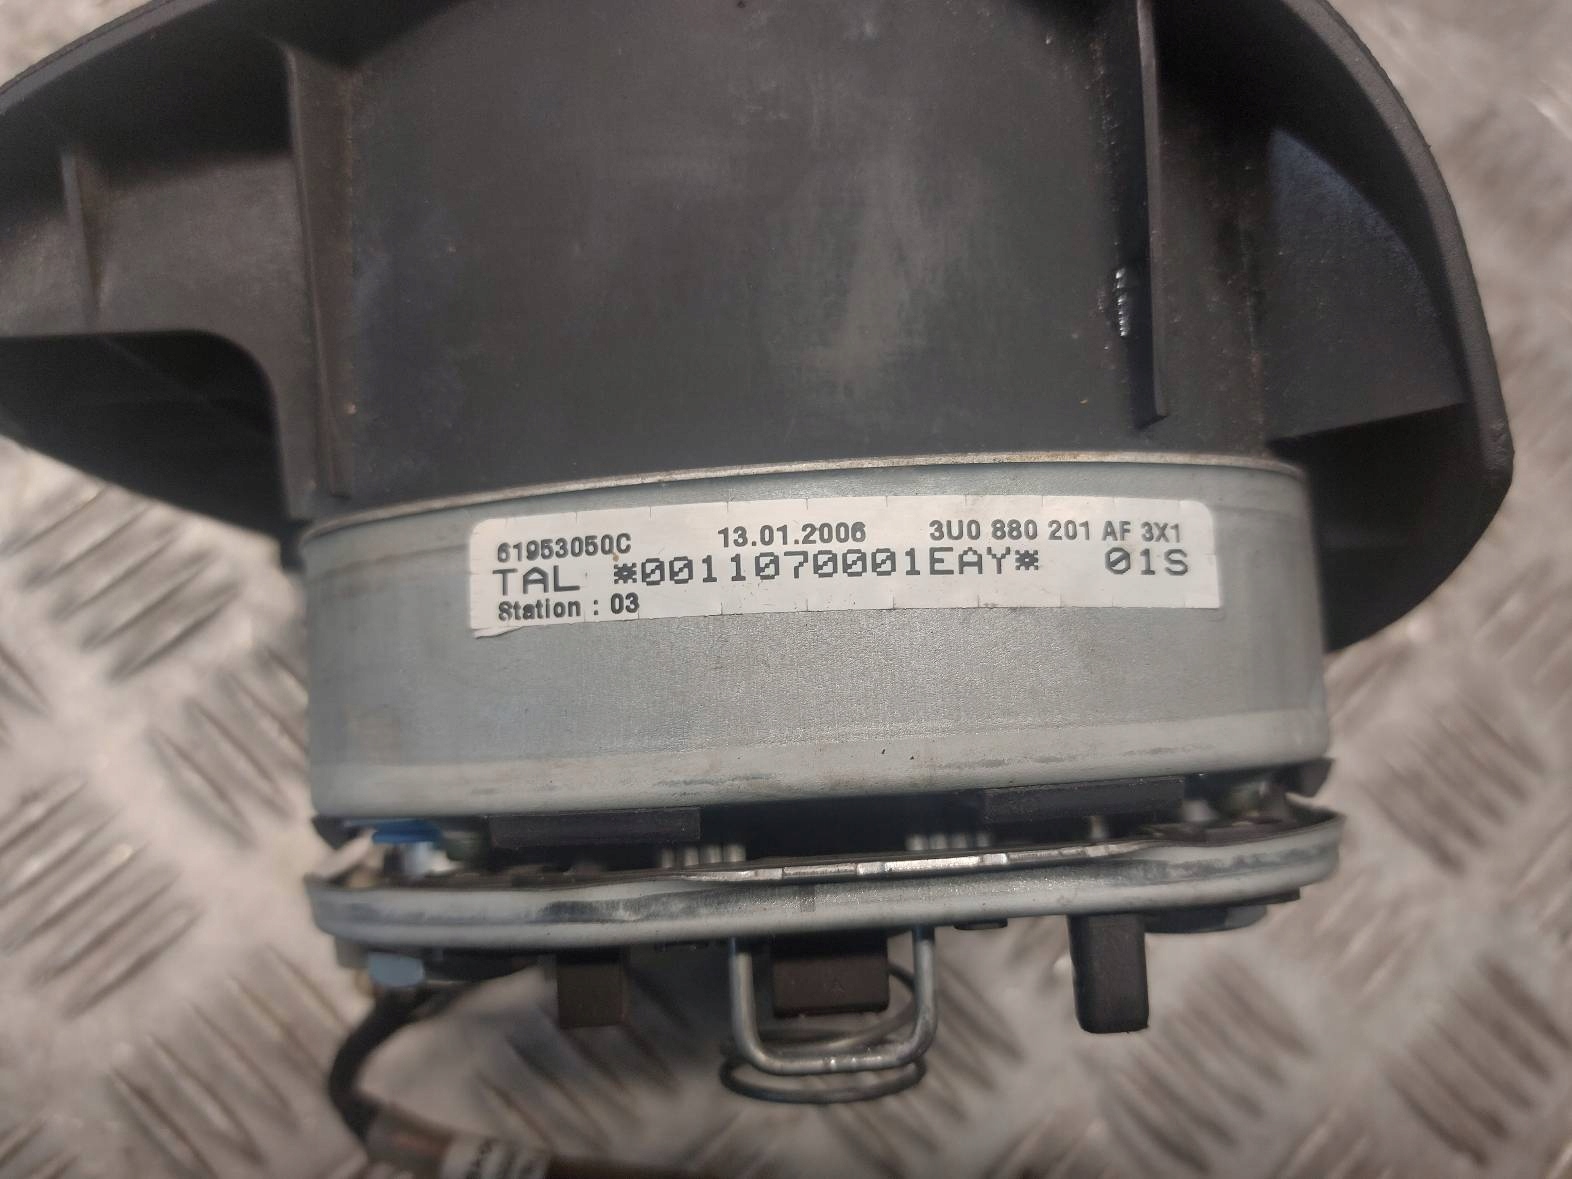 61953050C 13.01.2006 3U0 880 201 AF 3X1
TAL *0011070001EAY* 01S
Station : 03